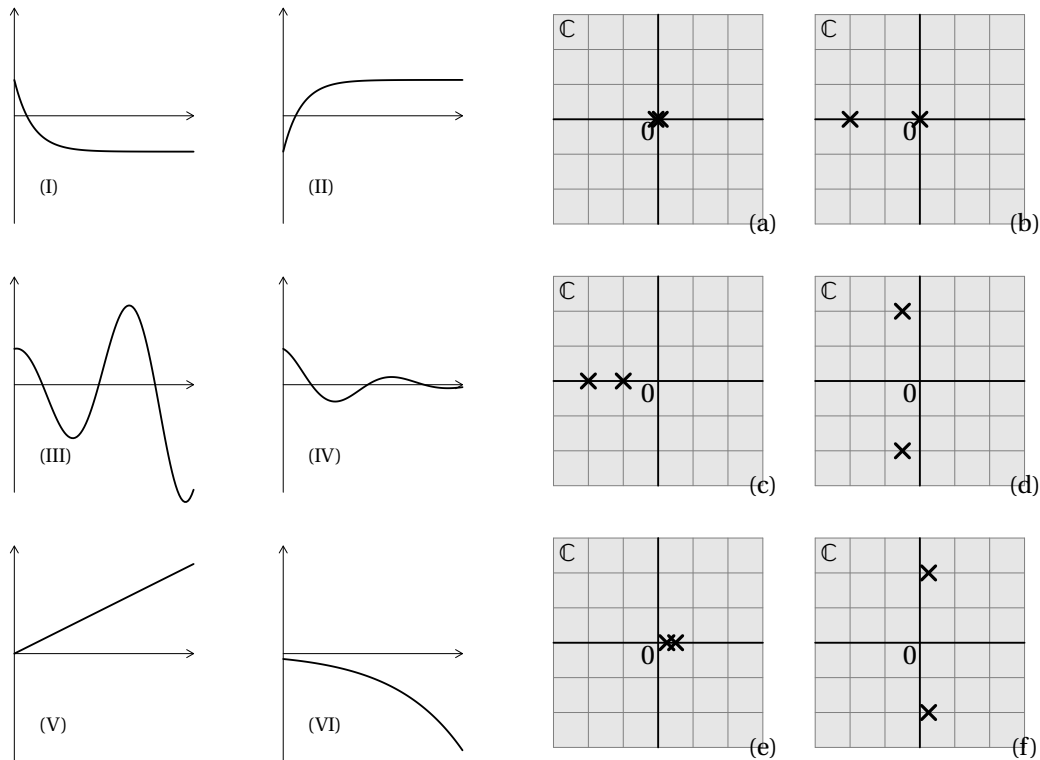 ℂ
ℂ
0
0
(I)
(II)
(a)
(b)
ℂ
ℂ
0
0
(III)
(IV)
(c)
(d)
ℂ
ℂ
0
0
(V)
(VI)
(e)
(f)